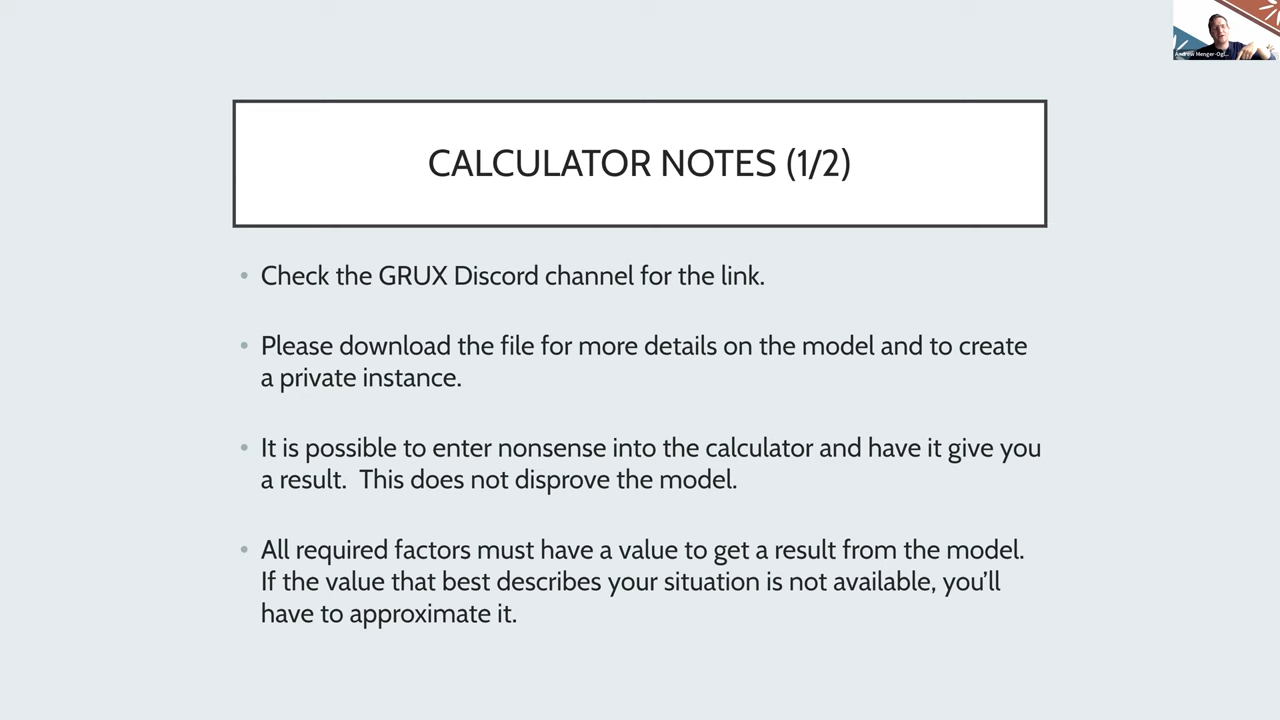 Andrew Menger-Ogl...
CALCULATOR NOTES (1/2)
• Check the GRUX Discord channel for the link.
• Please download the file for more details on the model and to create
a private instance.
• It is possible to enter nonsense into the calculator and have it give you
a result.  This does not disprove the model.
• All required factors must have a value to get a result from the model.
If the value that best describes your situation is not available, you’ll
have to approximate it.